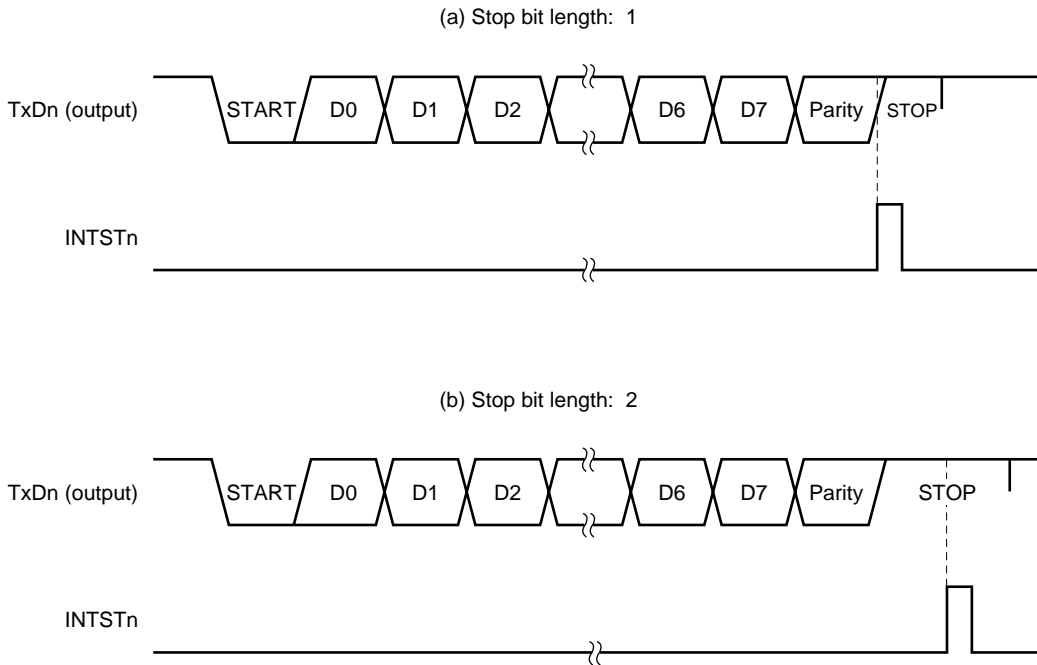 (a) Stop bit length: 1
TxDn (output) START D0 D1 D2 D6 D7 Parity STOP
INTSTn
(b) Stop bit length: 2
TxDn (output) START D0 D1 D2 D6 D7 Parity STOP
INTSTn